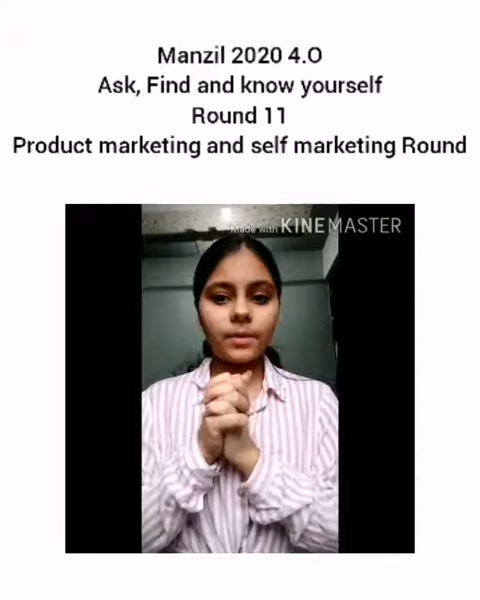 Manzil 2020 4.O
Ask, Find and know yourself
Round 11
Product marketing and self marketing Round
Made with KINEMASTER